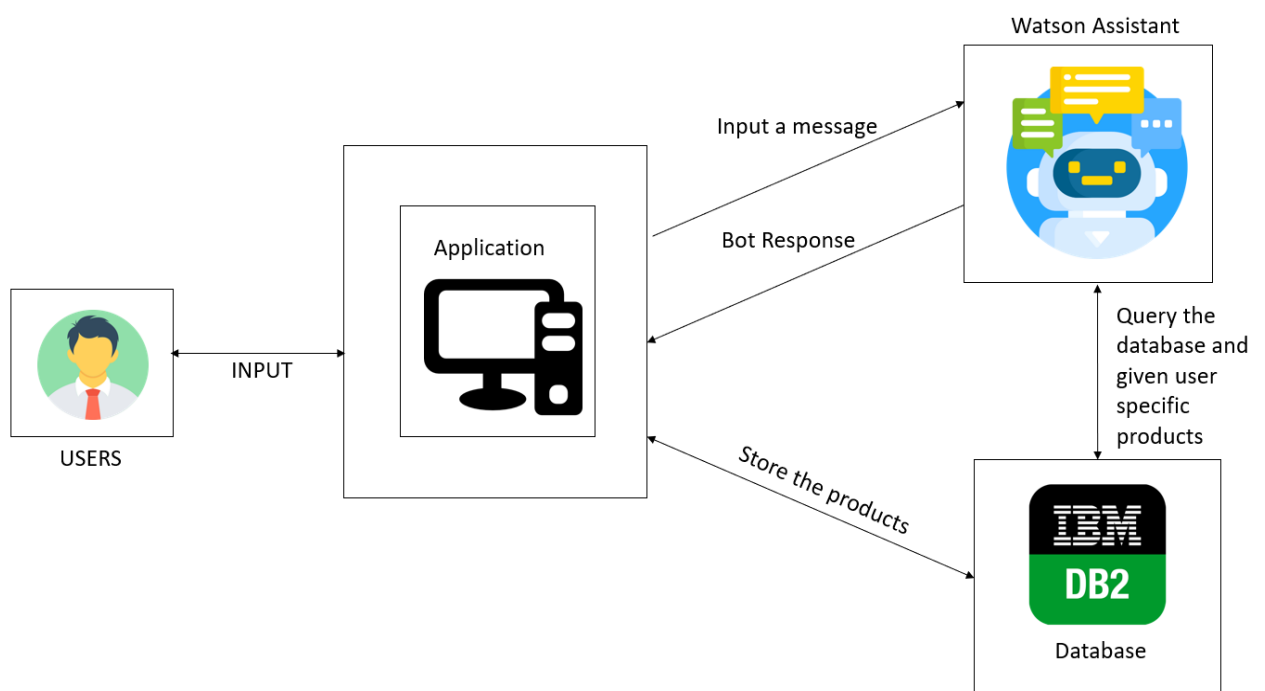 Watson Assistant
Input a message
Bot Response
Application
INPUT
USERS
Query the
database and
given user
specific
products
Store the products
IBM
DB2
Database